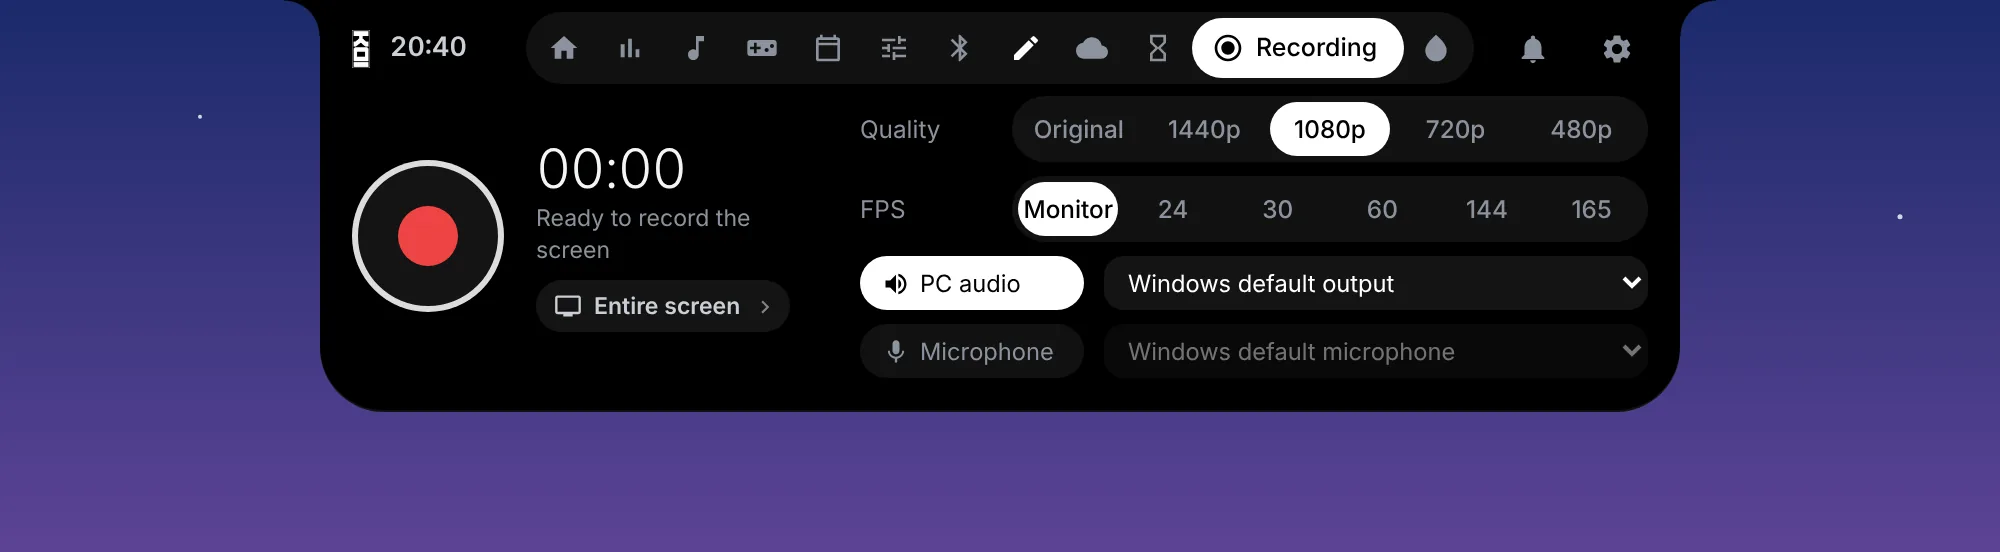 KOI
20:40
Recording
Quality
Original 1440p 1080p 720p 480p
00:00
Ready to record the
screen
Entire screen
FPS
Monitor 24 30 60 144 165
PC audio
Windows default output
Microphone
Windows default microphone